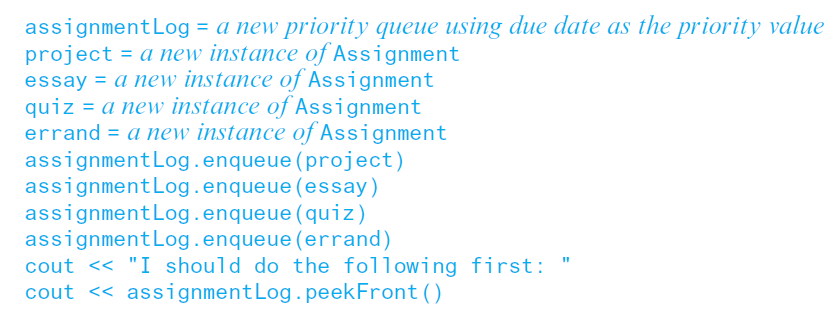 assignmentLog = a new priority queue using due date as the priority value
project = a new instance of Assignment
essay = a new instance of Assignment
quiz = a new instance of Assignment
errand = a new instance of Assignment
assignmentLog.enqueue(project)
assignmentLog.enqueue(essay)
assignmentLog.enqueue(quiz)
assignmentLog.enqueue(errand)
cout << "I should do the following first: "
cout << assignmentLog.peekFront()